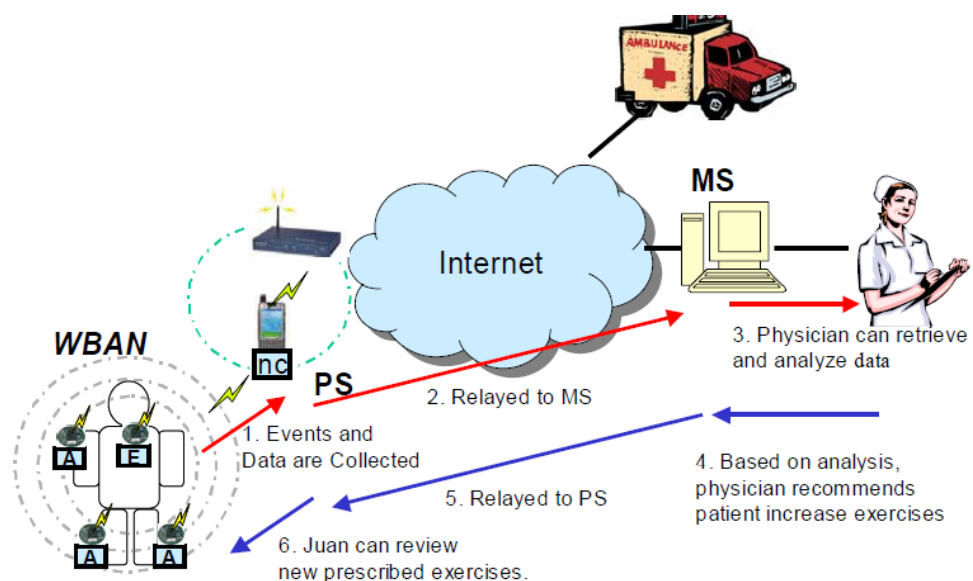 AMBULANCE
MS
Internet
WBAN
nc
PS
3. Physician can retrieve
and analyze data
2. Relayed to MS
1. Events and
Data are Collected
A
E
A
A
4. Based on analysis,
physician recommends
patient increase exercises
5. Relayed to PS
6. Juan can review
new prescribed exercises.